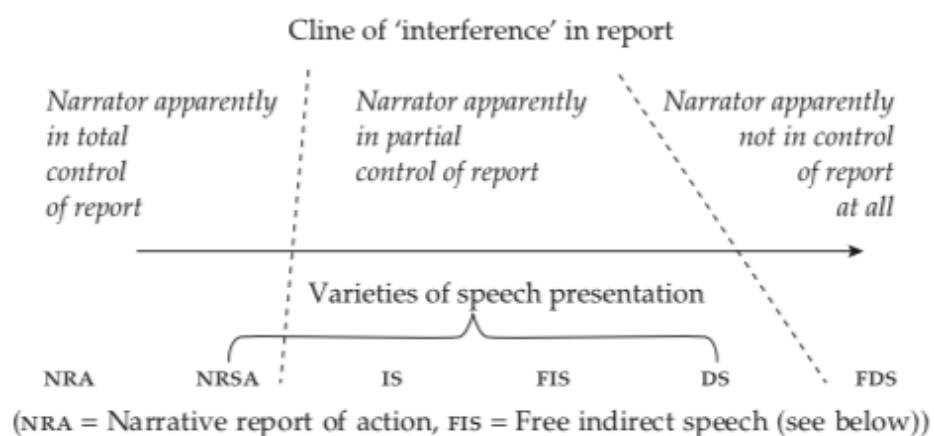 Cline of ‘interference’ in report
Narrator apparently
in total
control
of report
Narrator apparently
in partial
control of report
Narrator apparently
not in control
of report
at all
Varieties of speech presentation
NRA NRSA IS FIS DS FDS
(NRA = Narrative report of action, FIS = Free indirect speech (see below))